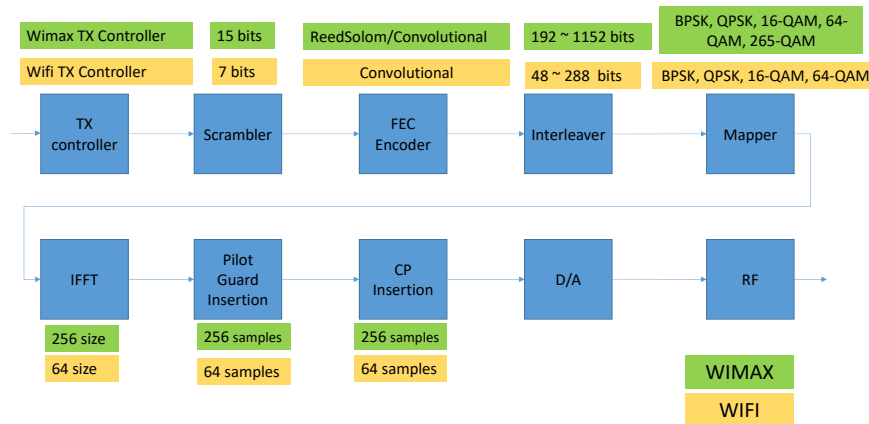 Wimax TX Controller
15 bits
ReedSolom/Convolutional
192 ~ 1152 bits
BPSK, QPSK, 16-QAM, 64-
QAM, 265-QAM
Wifi TX Controller
7 bits
Convolutional
48 ~ 288 bits
BPSK, QPSK, 16-QAM, 64-QAM
TX
controller
Scrambler
FEC
Encoder
Interleaver
Mapper
IFFT
Pilot
Guard
Insertion
CP
Insertion
D/A
RF
256 size
256 samples
256 samples
64 size
64 samples
64 samples
WIMAX
WIFI